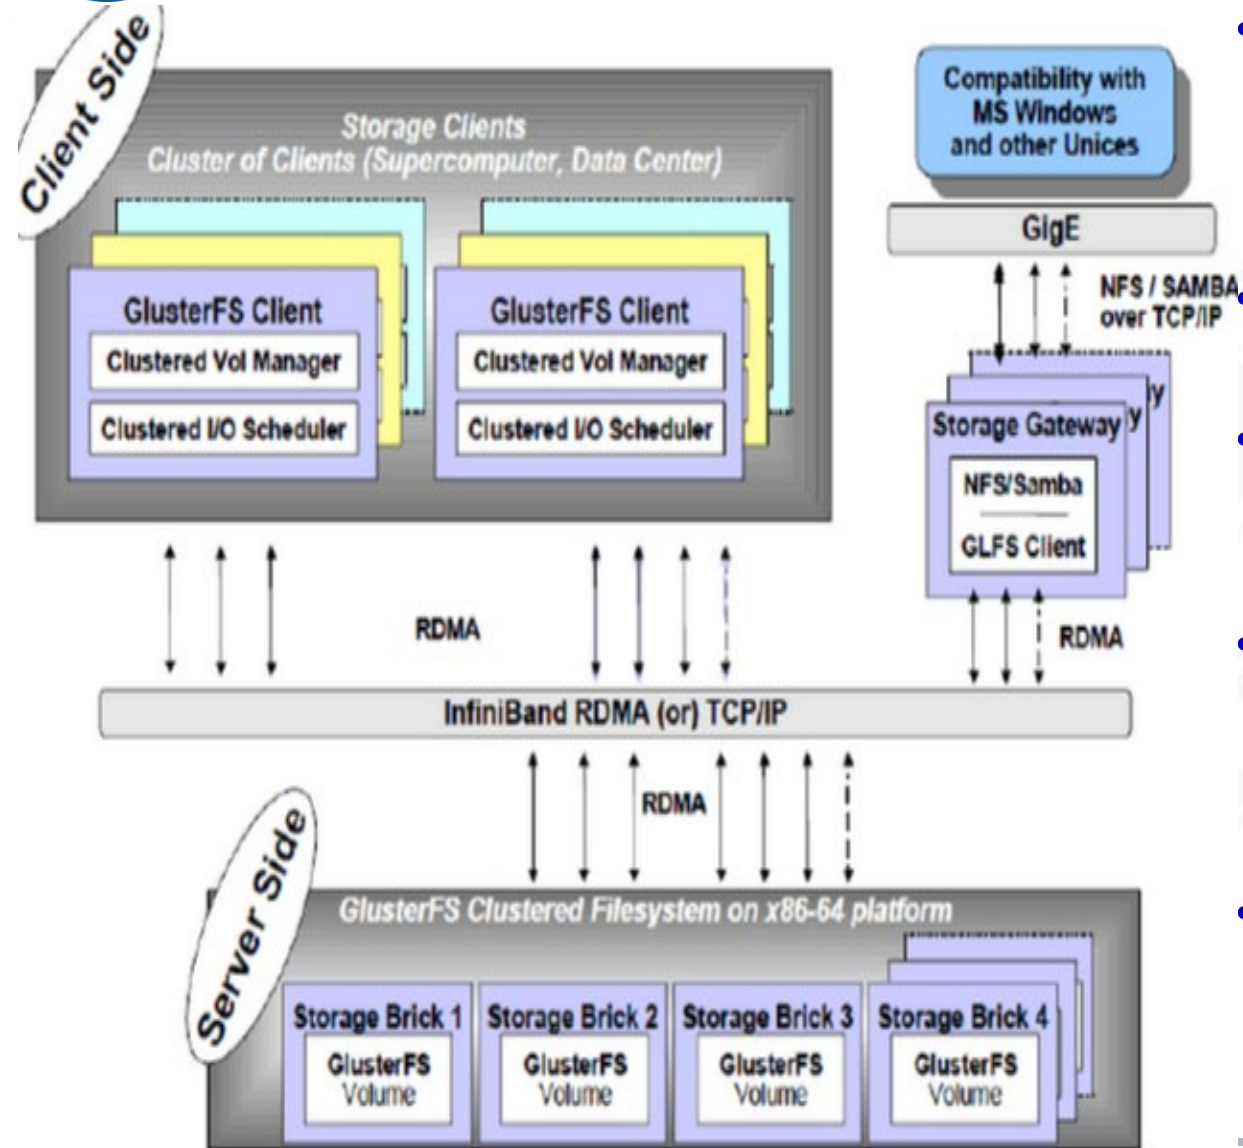 Client Side
Storage Clients
Cluster of Clients (Supercomputer, Data Center)
GlusterFS Client
Clustered Vol Manager
Clustered I/O Scheduler
GlusterFS Client
Clustered Vol Manager
Clustered I/O Scheduler
Compatibility with
MS Windows
and other Unices
GigE
NFS / SAMBA
over TCP/IP
y
y
Storage Gateway
NFS/Samba
GLFS Client
RDMA
RDMA
InfiniBand RDMA (or) TCP/IP
RDMA
Server Side
GlusterFS Clustered Filesystem on x86-64 platform
Storage Brick 1
GlusterFS
Volume
Storage Brick 2
GlusterFS
Volume
Storage Brick 3
GlusterFS
Volume
Storage Brick 4
GlusterFS
Volume